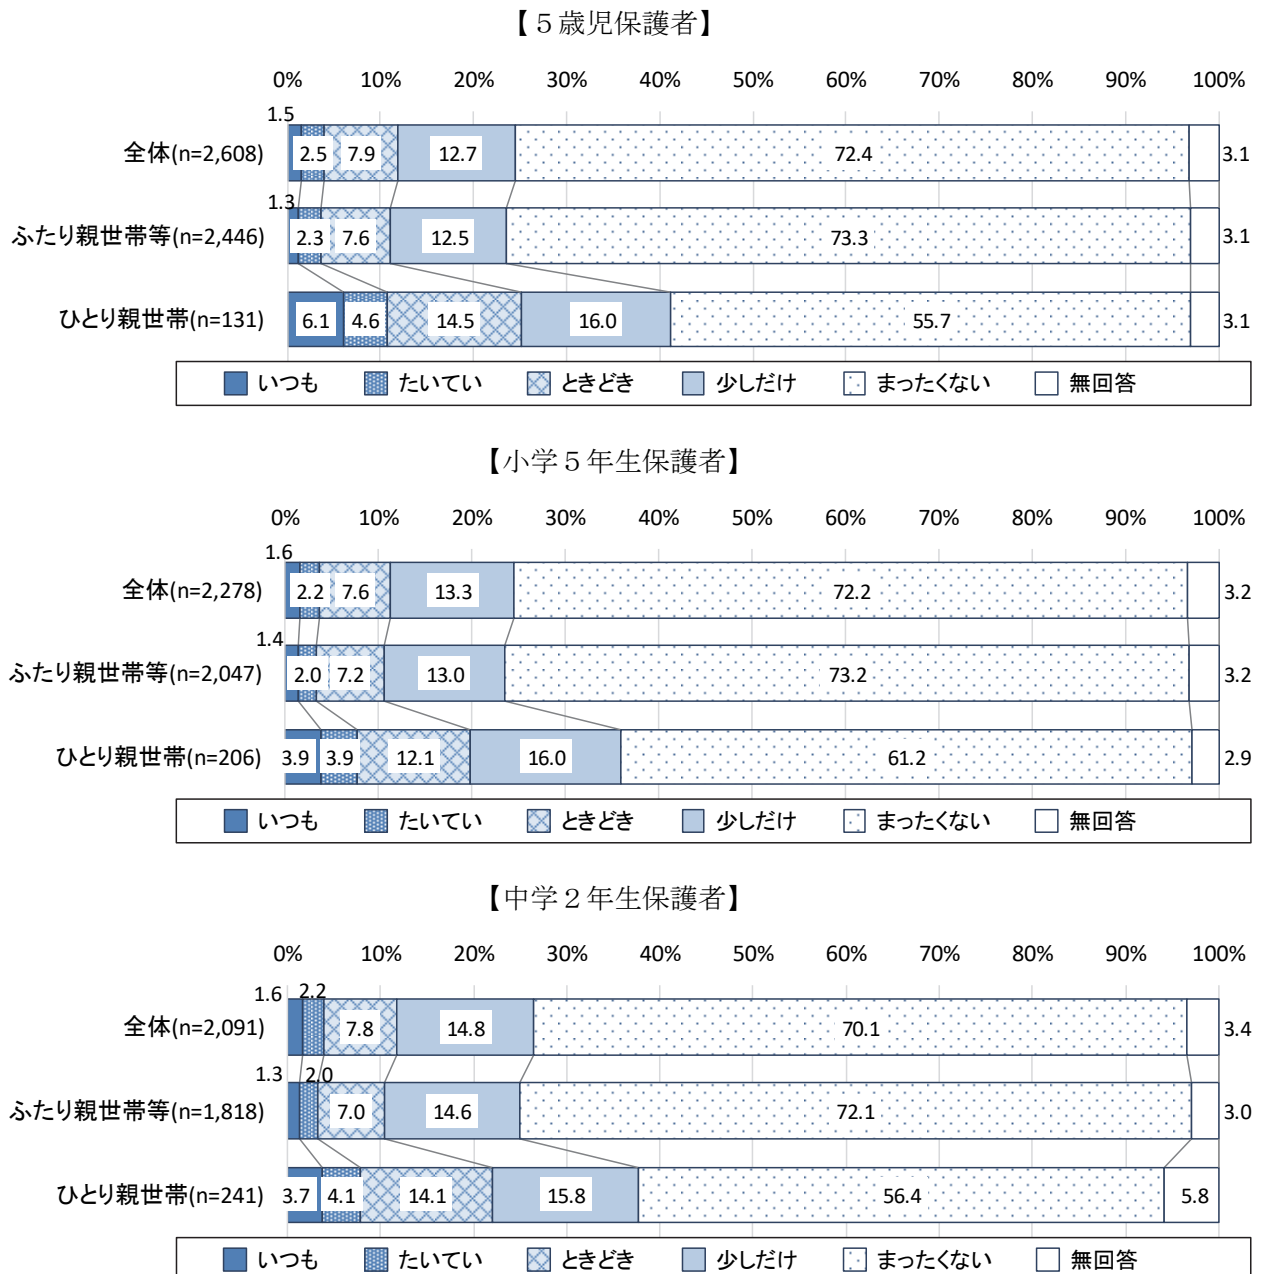 【５歳児保護者】
0% 10% 20% 30% 40% 50% 60% 70% 80% 90% 100%
1.5
全体(n=2,608) 2.5 7.9 12.7 72.4 3.1
1.3
ふたり親世帯等(n=2,446) 2.3 7.6 12.5 73.3 3.1
ひとり親世帯(n=131) 6.1 4.6 14.5 16.0 55.7 3.1
いつも たいてい ときどき 少しだけ まったくない 無回答
【小学５年生保護者】
0% 10% 20% 30% 40% 50% 60% 70% 80% 90% 100%
1.6
全体(n=2,278) 2.2 7.6 13.3 72.2 3.2
1.4
ふたり親世帯等(n=2,047) 2.0 7.2 13.0 73.2 3.2
ひとり親世帯(n=206) 3.9 3.9 12.1 16.0 61.2 2.9
いつも たいてい ときどき 少しだけ まったくない 無回答
【中学２年生保護者】
0% 10% 20% 30% 40% 50% 60% 70% 80% 90% 100%
1.6 2.2
全体(n=2,091) 7.8 14.8 70.1 3.4
1.3 2.0
ふたり親世帯等(n=1,818) 7.0 14.6 72.1 3.0
ひとり親世帯(n=241) 3.7 4.1 14.1 15.8 56.4 5.8
いつも たいてい ときどき 少しだけ まったくない 無回答